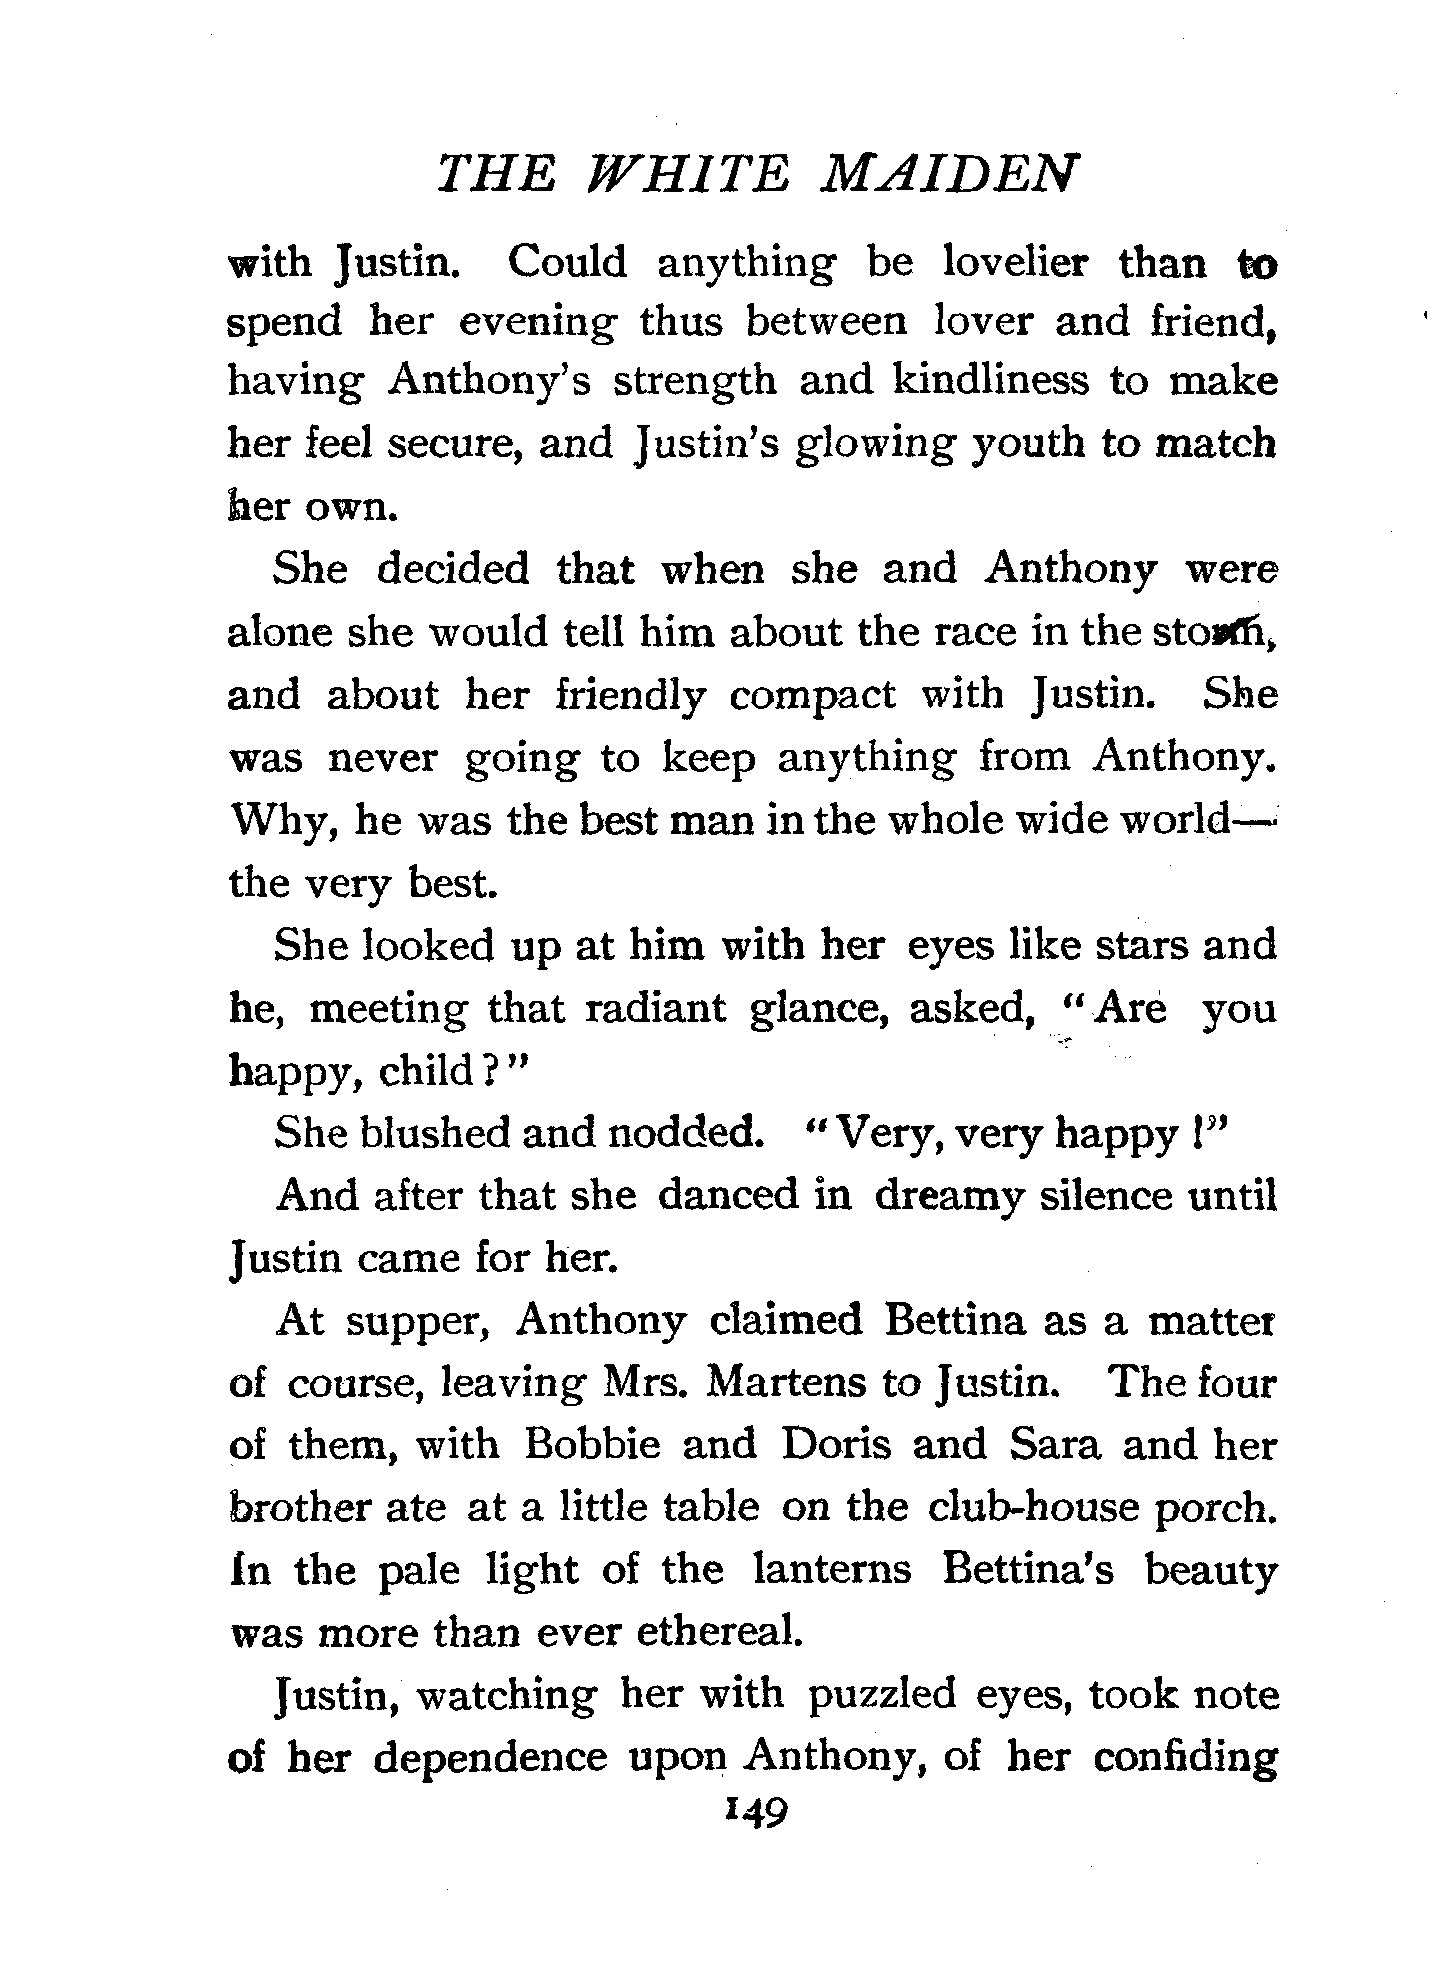 THE WHITE MAIDEN
with Justin. Could anything be lovelier than to
spend her evening thus between lover and friend,
having Anthony's strength and kindliness to make
her feel secure, and Justin's glowing youth to match
her own.
She decided that when she and Anthony were
alone she would tell him about the race in the storm,
and about her friendly compact with Justin. She
was never going to keep anything from Anthony.
Why, he was the best man in the whole wide world—
the very best.
She looked up at him with her eyes like stars and
he, meeting that radiant glance, asked, "Are you
happy, child?"
She blushed and nodded. "Very, very happy!"
And after that she danced in dreamy silence until
Justin came for her.
At supper, Anthony claimed Bettina as a matter
of course, leaving Mrs. Martens to Justin. The four
of them, with Bobbie and Doris and Sara and her
brother ate at a little table on the club-house porch.
In the pale light of the lanterns Bettina's beauty
was more than ever ethereal.
Justin, watching her with puzzled eyes, took note
of her dependence upon Anthony, of her confiding
149